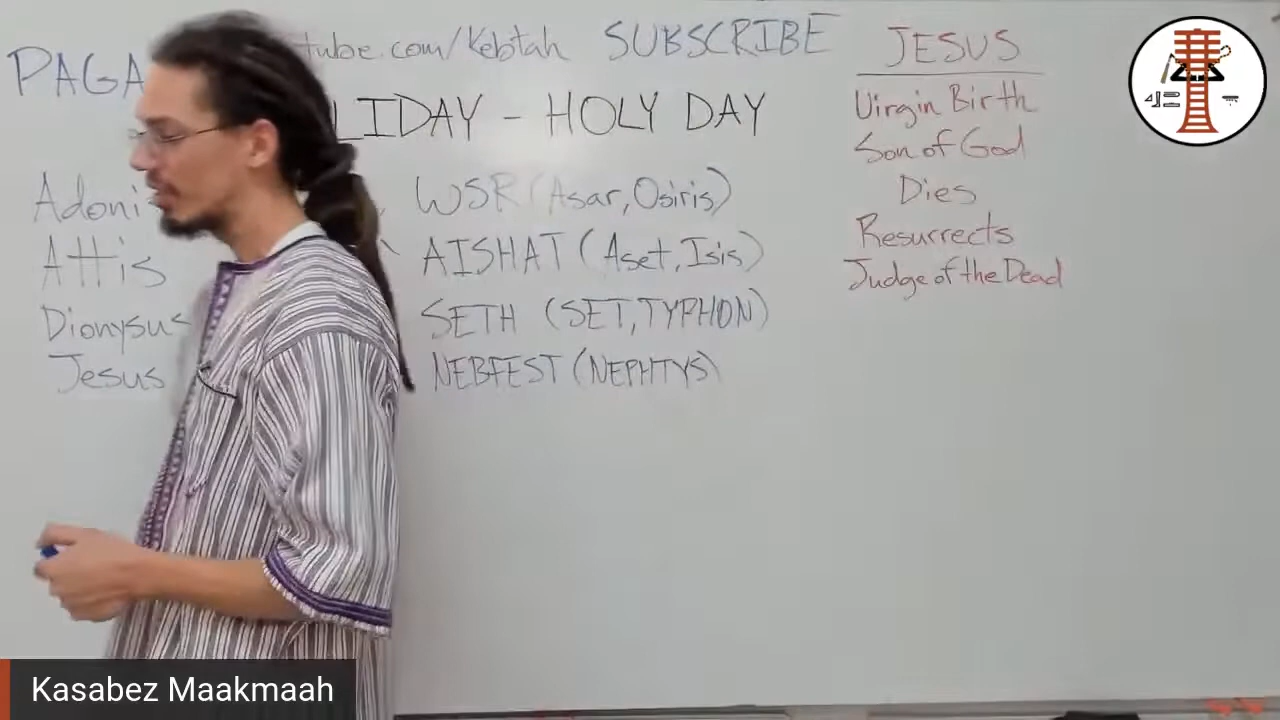 PAGA
tube.com/Kebtah SUBSCRIBE
LIDAY - HOLY DAY
Adoni
Attis
Dionysus
Jesus
WSR (Asar, Osiris)
AISHAT (Aset, Isis)
SETH (SET, TYPHON)
NEBFEST (NEPHTYS)
JESUS
Virgin Birth
Son of God
Dies
Resurrects
Judge of the Dead
Kasabez Maakmaah